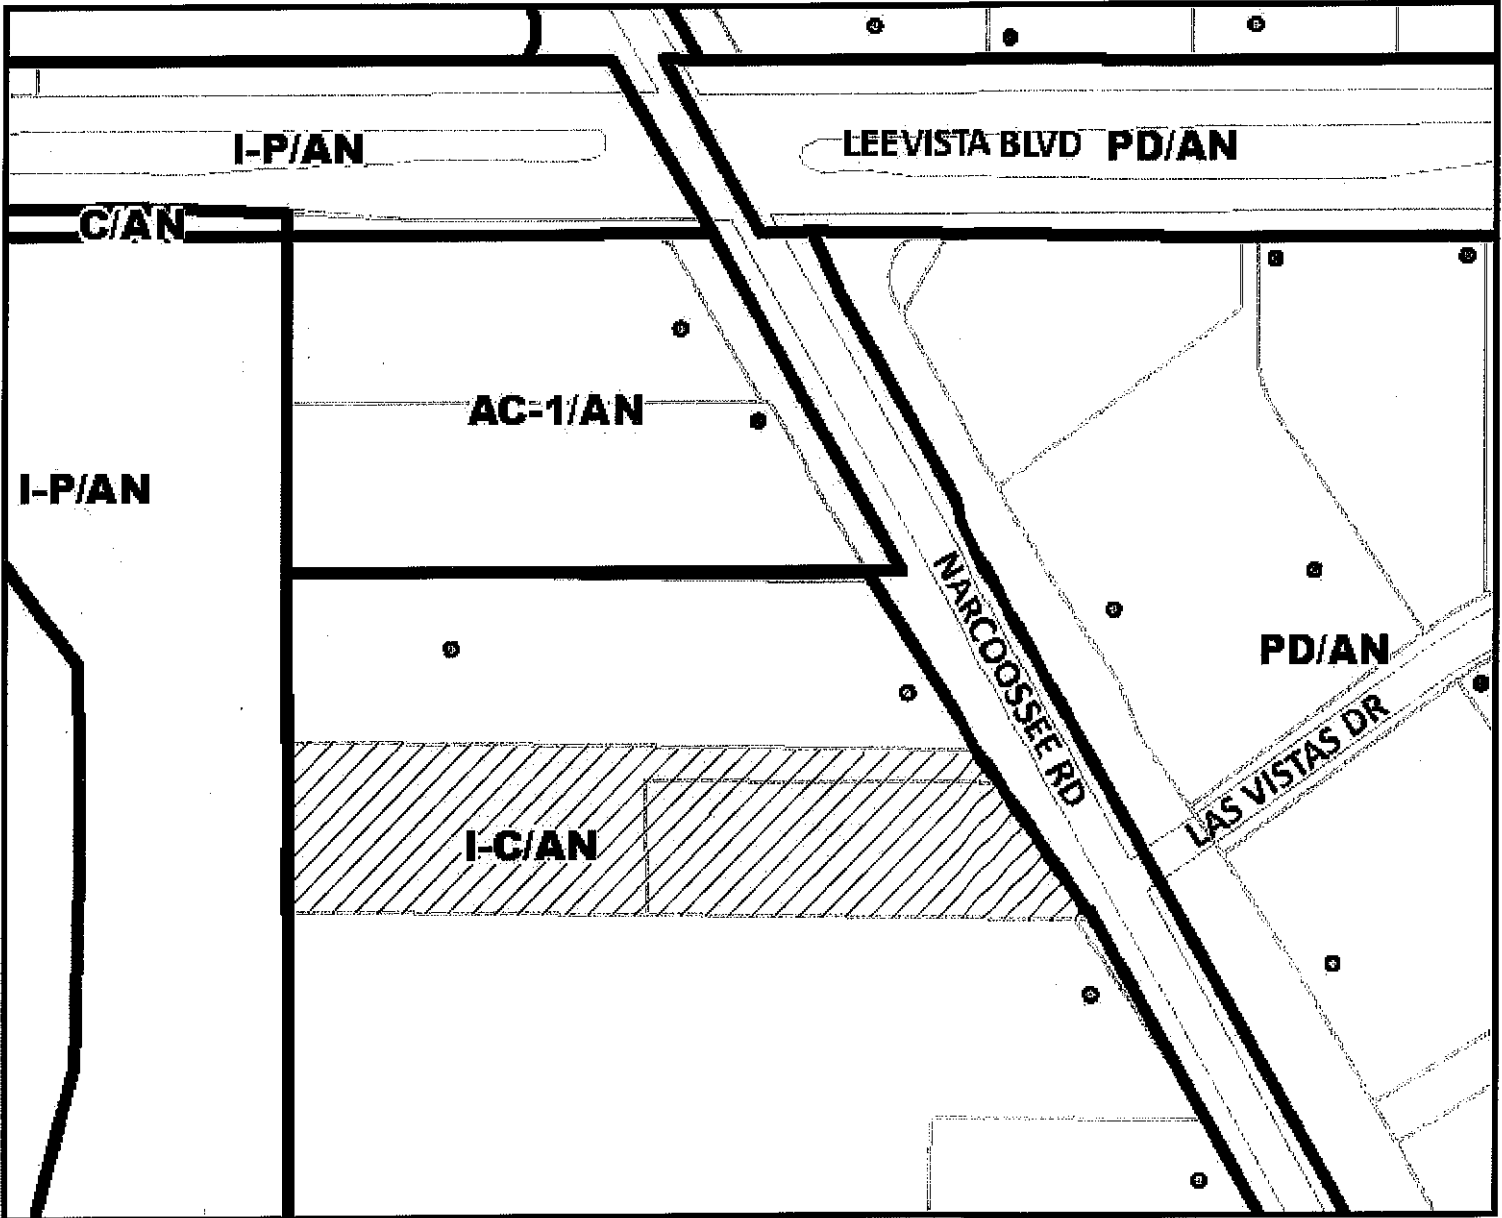 I-P/AN
LEEVISTA BLVD
PD/AN
C/AN
AC-1/AN
I-P/AN
NARCOOSSEE RD
PD/AN
LAS VISTAS DR
I-C/AN